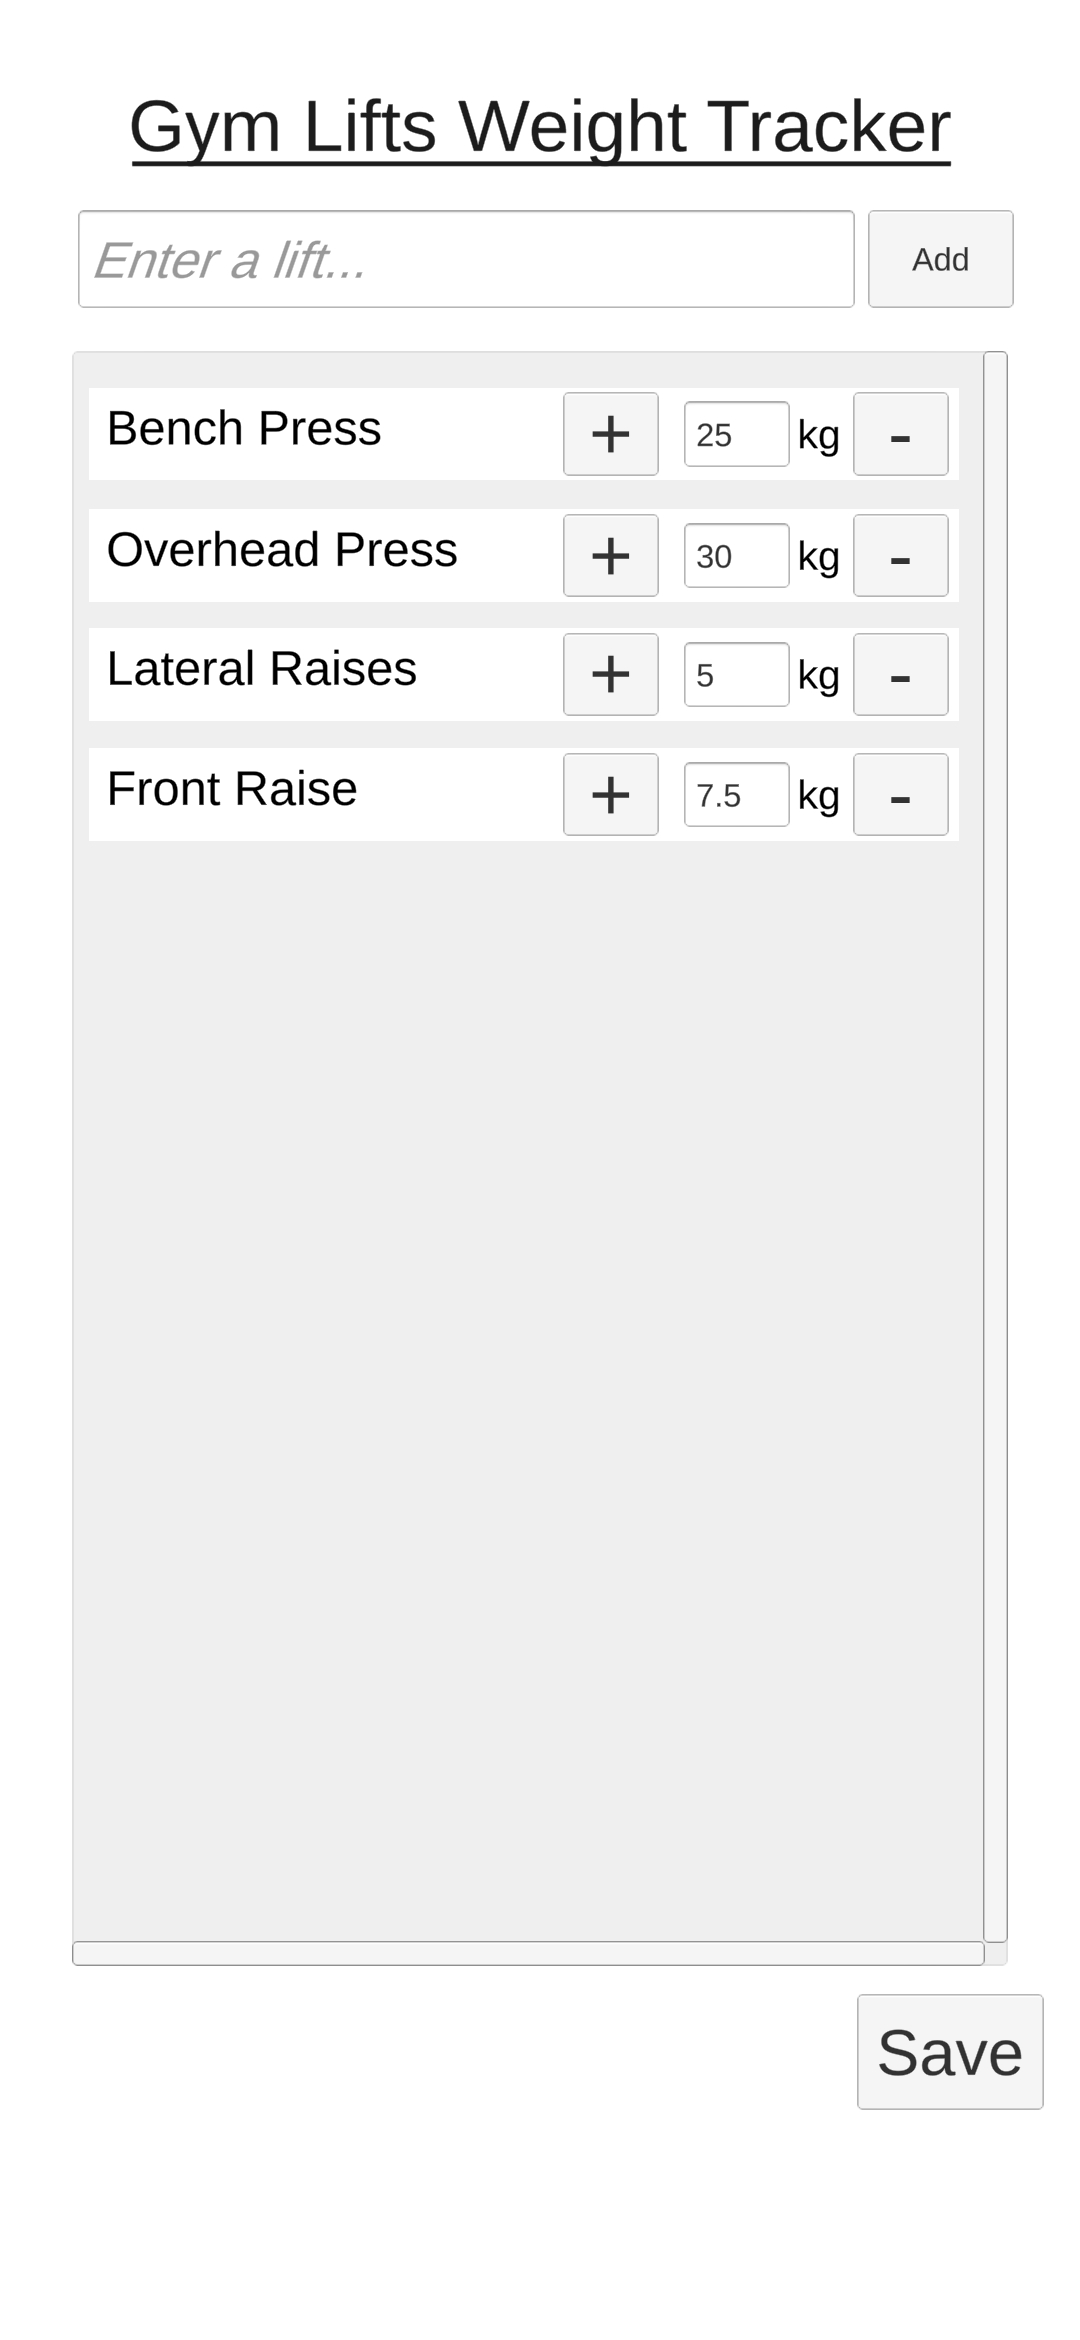 Gym Lifts Weight Tracker
Enter a lift... Add
Bench Press + 25 kg -
Overhead Press + 30 kg -
Lateral Raises + 5 kg -
Front Raise + 7.5 kg -
Save